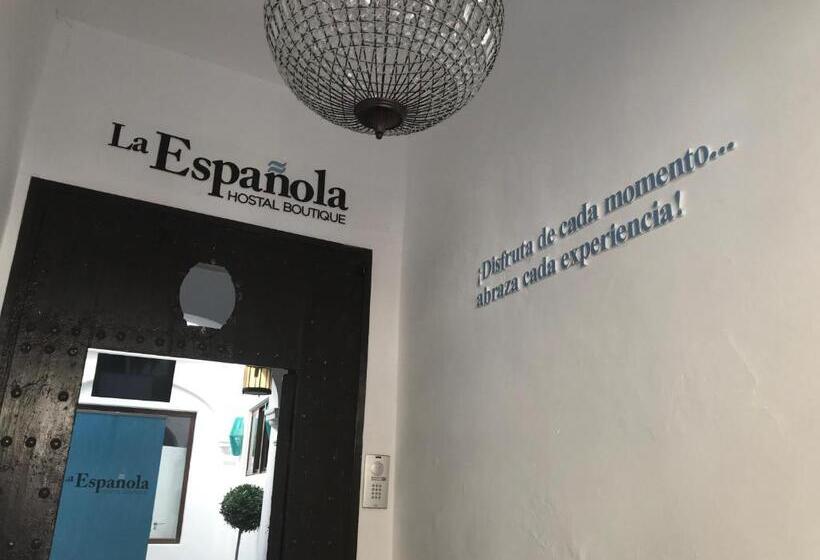 La Española
HOSTAL BOUTIQUE
¡Disfruta de cada momento...
abraza cada experiencia!
La Española